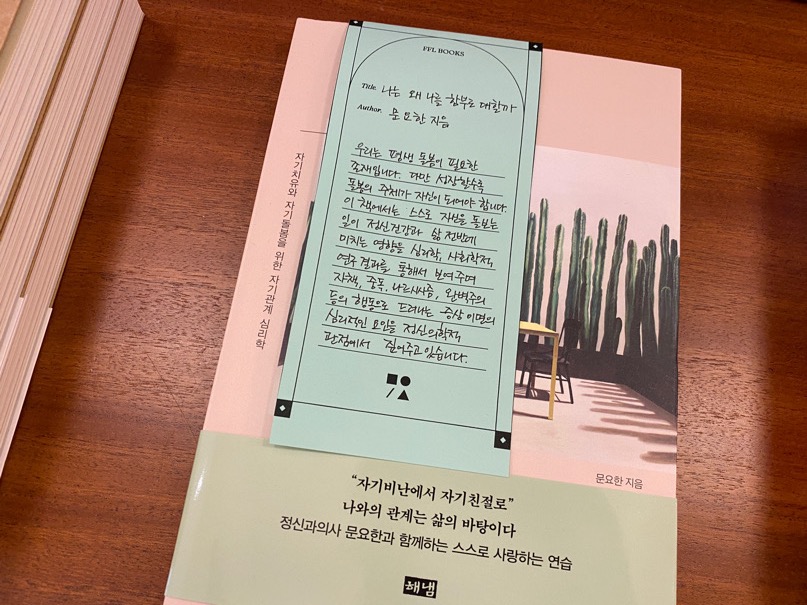 FFL BOOKS
Title. 나는 왜 나를 함부로 대할까
Author. 문요한 지음
우리는 평생 돌봄이 필요한
존재입니다. 다만 성장할수록
돌봄의 주체가 자신이 되어야 합니다.
이 책에서는 스스로 자신을 돌보는
일이 정신건강과 삶 전반에
미치는 영향을 심리학, 사회학적,
연구 결과를 통해서 보여주며
자책, 중독, 나르시시즘, 완벽주의
등의 행동으로 드러나는 증상 이면의
심리적인 요인을 정신의학적
관점에서 짚어주고 있습니다.
자기치유와 자기돌봄을 위한 자기관계 심리학
문요한 지음
“자기비난에서 자기친절로”
나와의 관계는 삶의 바탕이다
정신과의사 문요한과 함께하는 스스로 사랑하는 연습
해냄